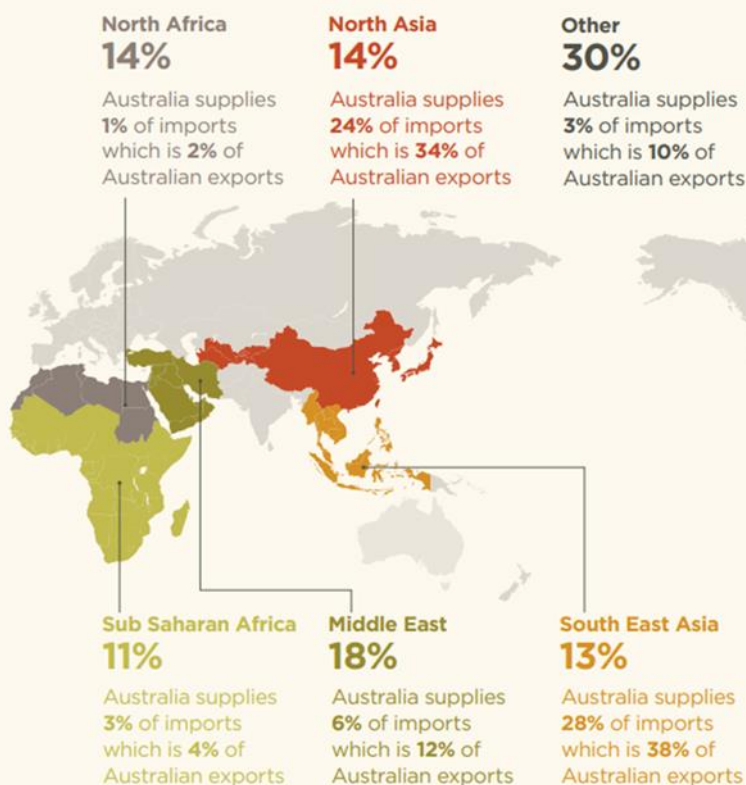 North Africa
14%
Australia supplies
1% of imports
which is 2% of
Australian exports
North Asia
14%
Australia supplies
24% of imports
which is 34% of
Australian exports
Other
30%
Australia supplies
3% of imports
which is 10% of
Australian exports
Sub Saharan Africa
11%
Australia supplies
3% of imports
which is 4% of
Australian exports
Middle East
18%
Australia supplies
6% of imports
which is 12% of
Australian exports
South East Asia
13%
Australia supplies
28% of imports
which is 38% of
Australian exports